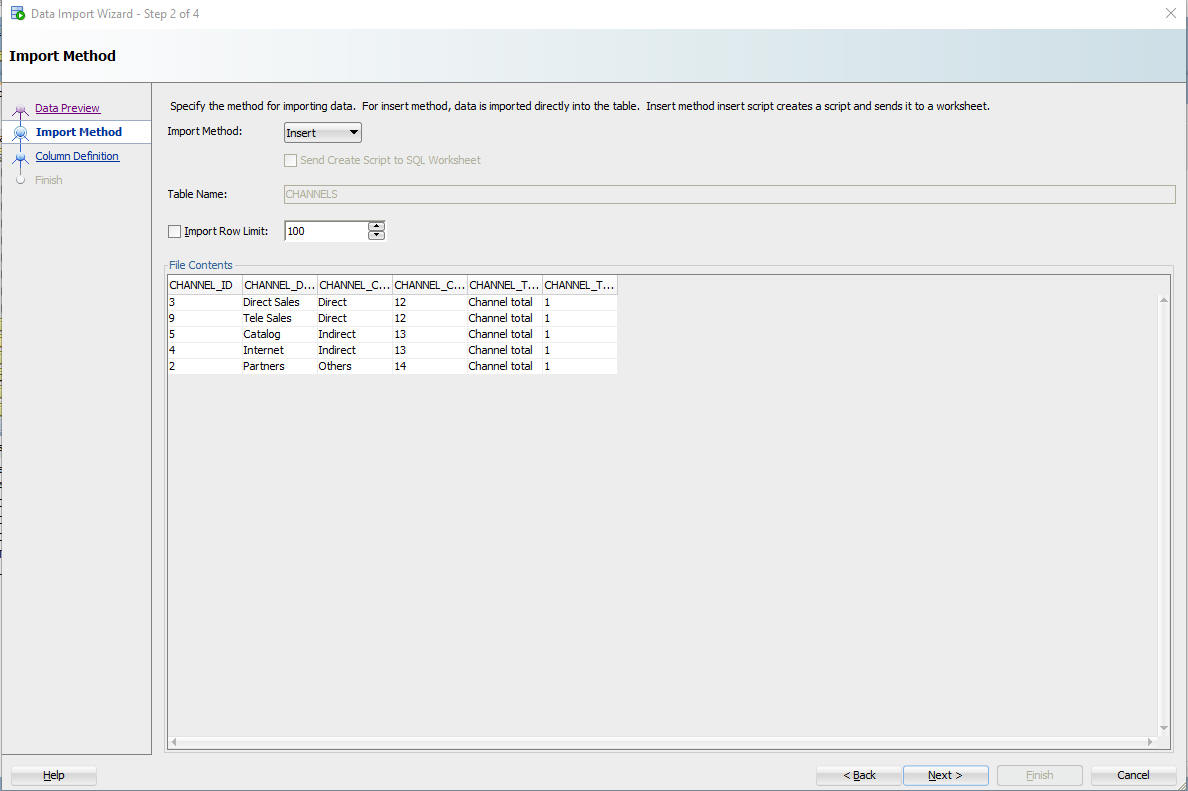 Data Import Wizard - Step 2 of 4
Import Method
Data Preview
Import Method
Column Definition
Finish
Specify the method for importing data. For insert method, data is imported directly into the table. Insert method insert script creates a script and sends it to a worksheet.
Import Method: Insert
Send Create Script to SQL Worksheet
Table Name: CHANNELS
Import Row Limit: 100
File Contents
CHANNEL_ID CHANNEL_D... CHANNEL_C... CHANNEL_C... CHANNEL_T... CHANNEL_T...
3 Direct Sales Direct 12 Channel total 1
9 Tele Sales Direct 12 Channel total 1
5 Catalog Indirect 13 Channel total 1
4 Internet Indirect 13 Channel total 1
2 Partners Others 14 Channel total 1
Help < Back Next > Finish Cancel